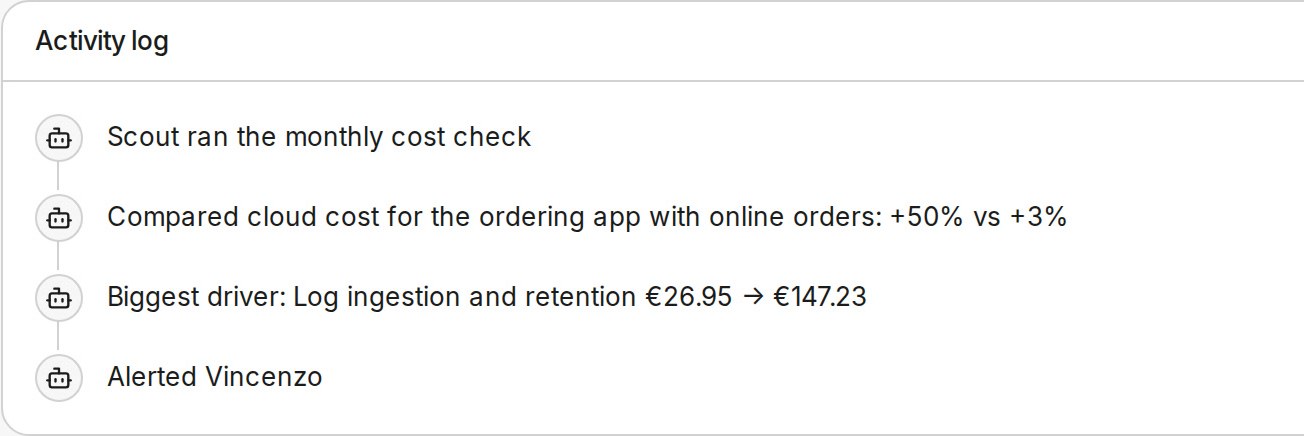 Activity log
Scout ran the monthly cost check
Compared cloud cost for the ordering app with online orders: +50% vs +3%
Biggest driver: Log ingestion and retention €26.95 → €147.23
Alerted Vincenzo